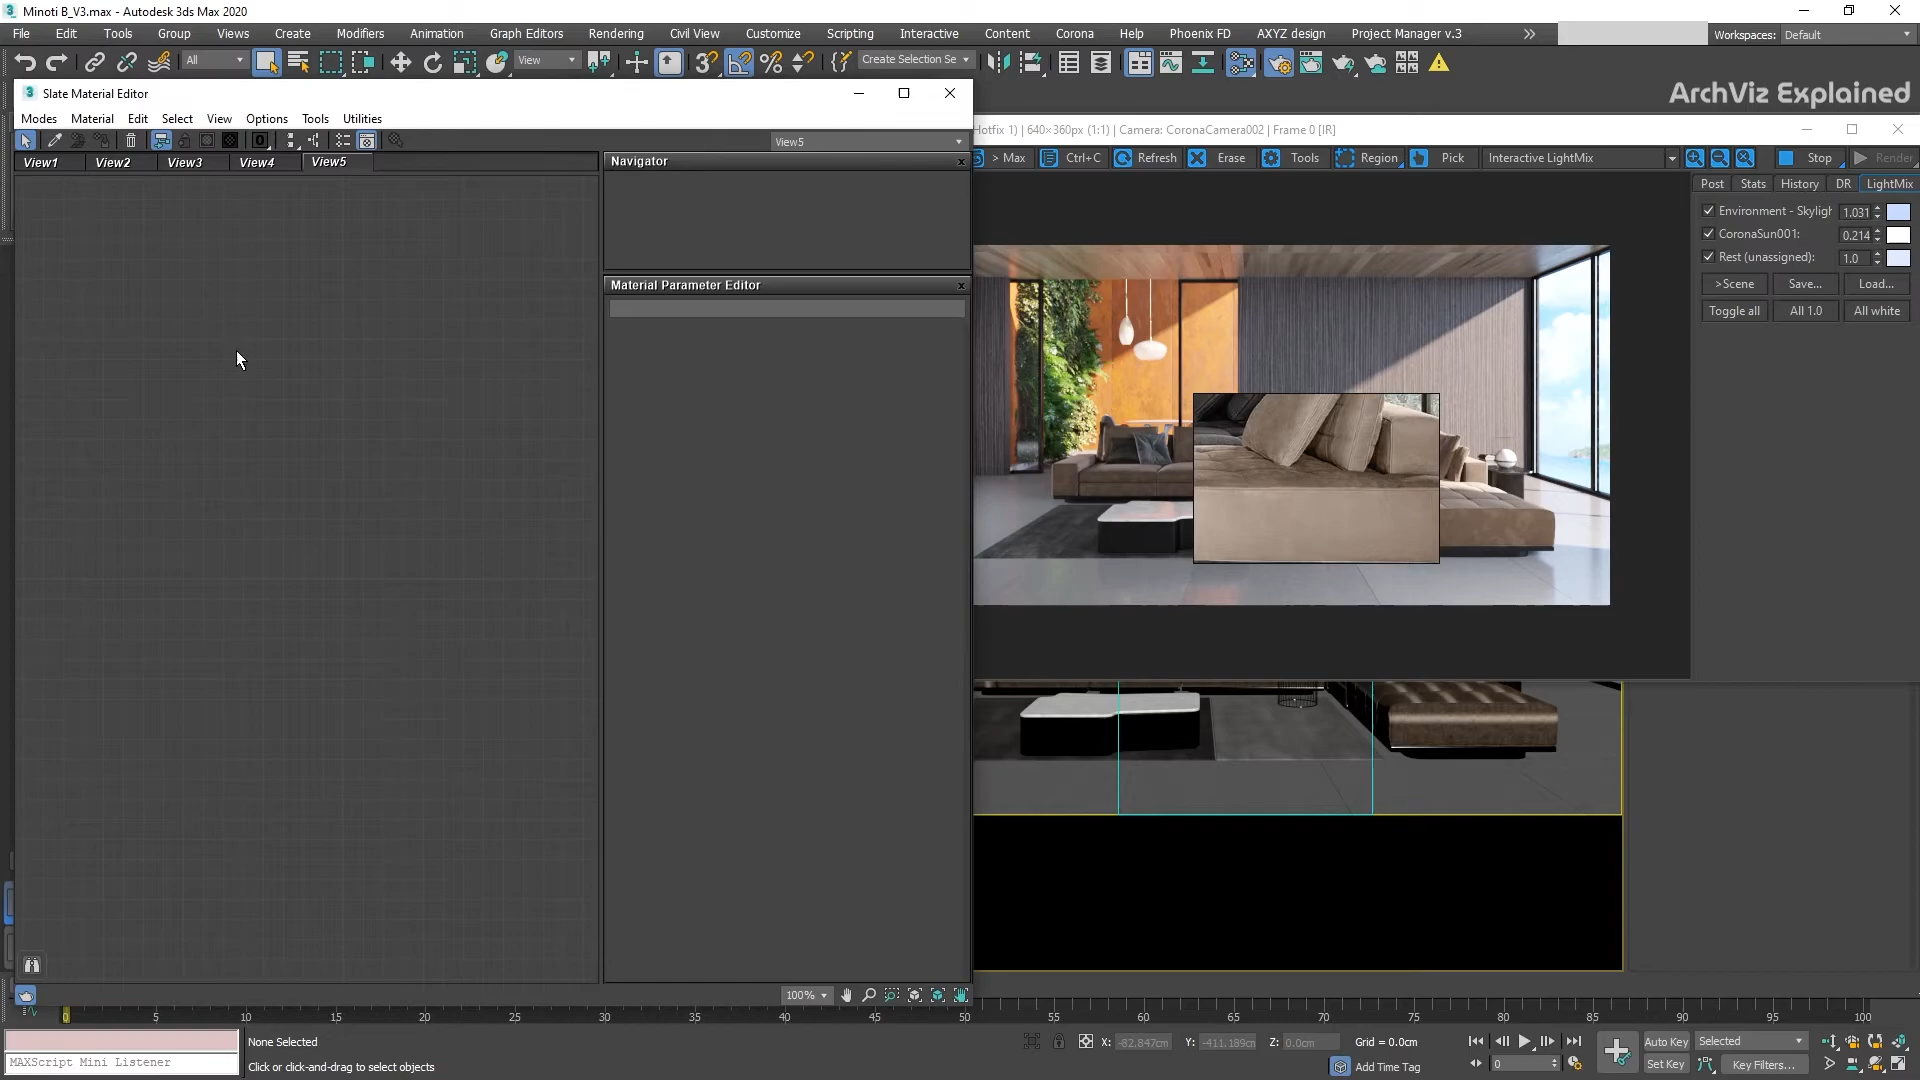 Minoti B_V3.max - Autodesk 3ds Max 2020
File Edit Tools Group Views Create Modifiers Animation Graph Editors Rendering Civil View Customize Scripting Interactive Content Corona Help Phoenix FD AXYZ design Project Manager v.3 Workspaces: Default
All View Create Selection Se
ArchViz Explained
Slate Material Editor
Modes Material Edit Select View Options Tools Utilities
View5
View1 View2 View3 View4 View5
Navigator
Material Parameter Editor
100%
Hotfix 1) | 640×360px (1:1) | Camera: CoronaCamera002 | Frame 0 [IR]
> Max Ctrl+C Refresh Erase Tools Region Pick Interactive LightMix Stop Render
Post Stats History DR LightMix
Environment - Skyligh 1.031
CoronaSun001: 0.214
Rest (unassigned): 1.0
>Scene Save... Load...
Toggle all All 1.0 All white
0 5 10 15 20 25 30 35 40 45 50 55 60 65 70 75 80 85 90 95 100
MAXScript Mini Listener
None Selected
Click or click-and-drag to select objects
X: -82.847cm Y: -411.189cm Z: 0.0cm Grid = 0.0cm
Add Time Tag
0
Auto Key Selected
Set Key Key Filters...